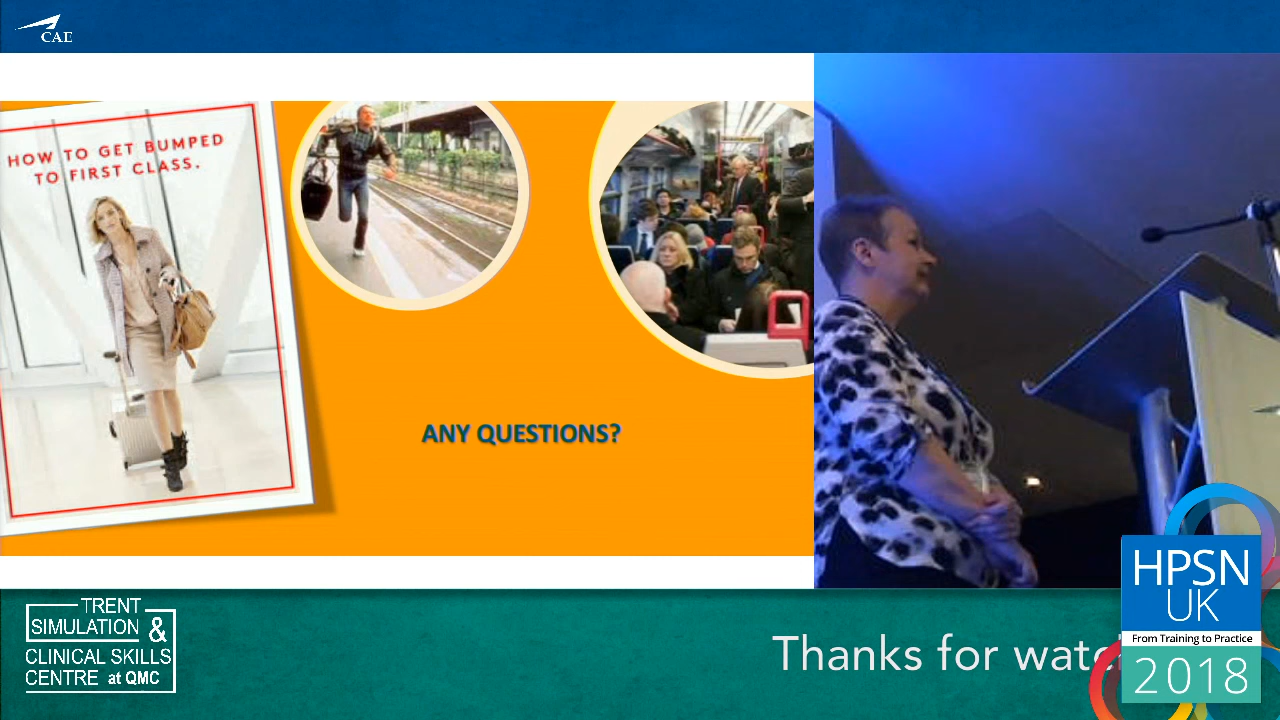 CAE
HOW TO GET BUMPED
TO FIRST CLASS.
ANY QUESTIONS?
TRENT
SIMULATION &
CLINICAL SKILLS
CENTRE at QMC
Thanks for watc
HPSN
UK
From Training to Practice
2018